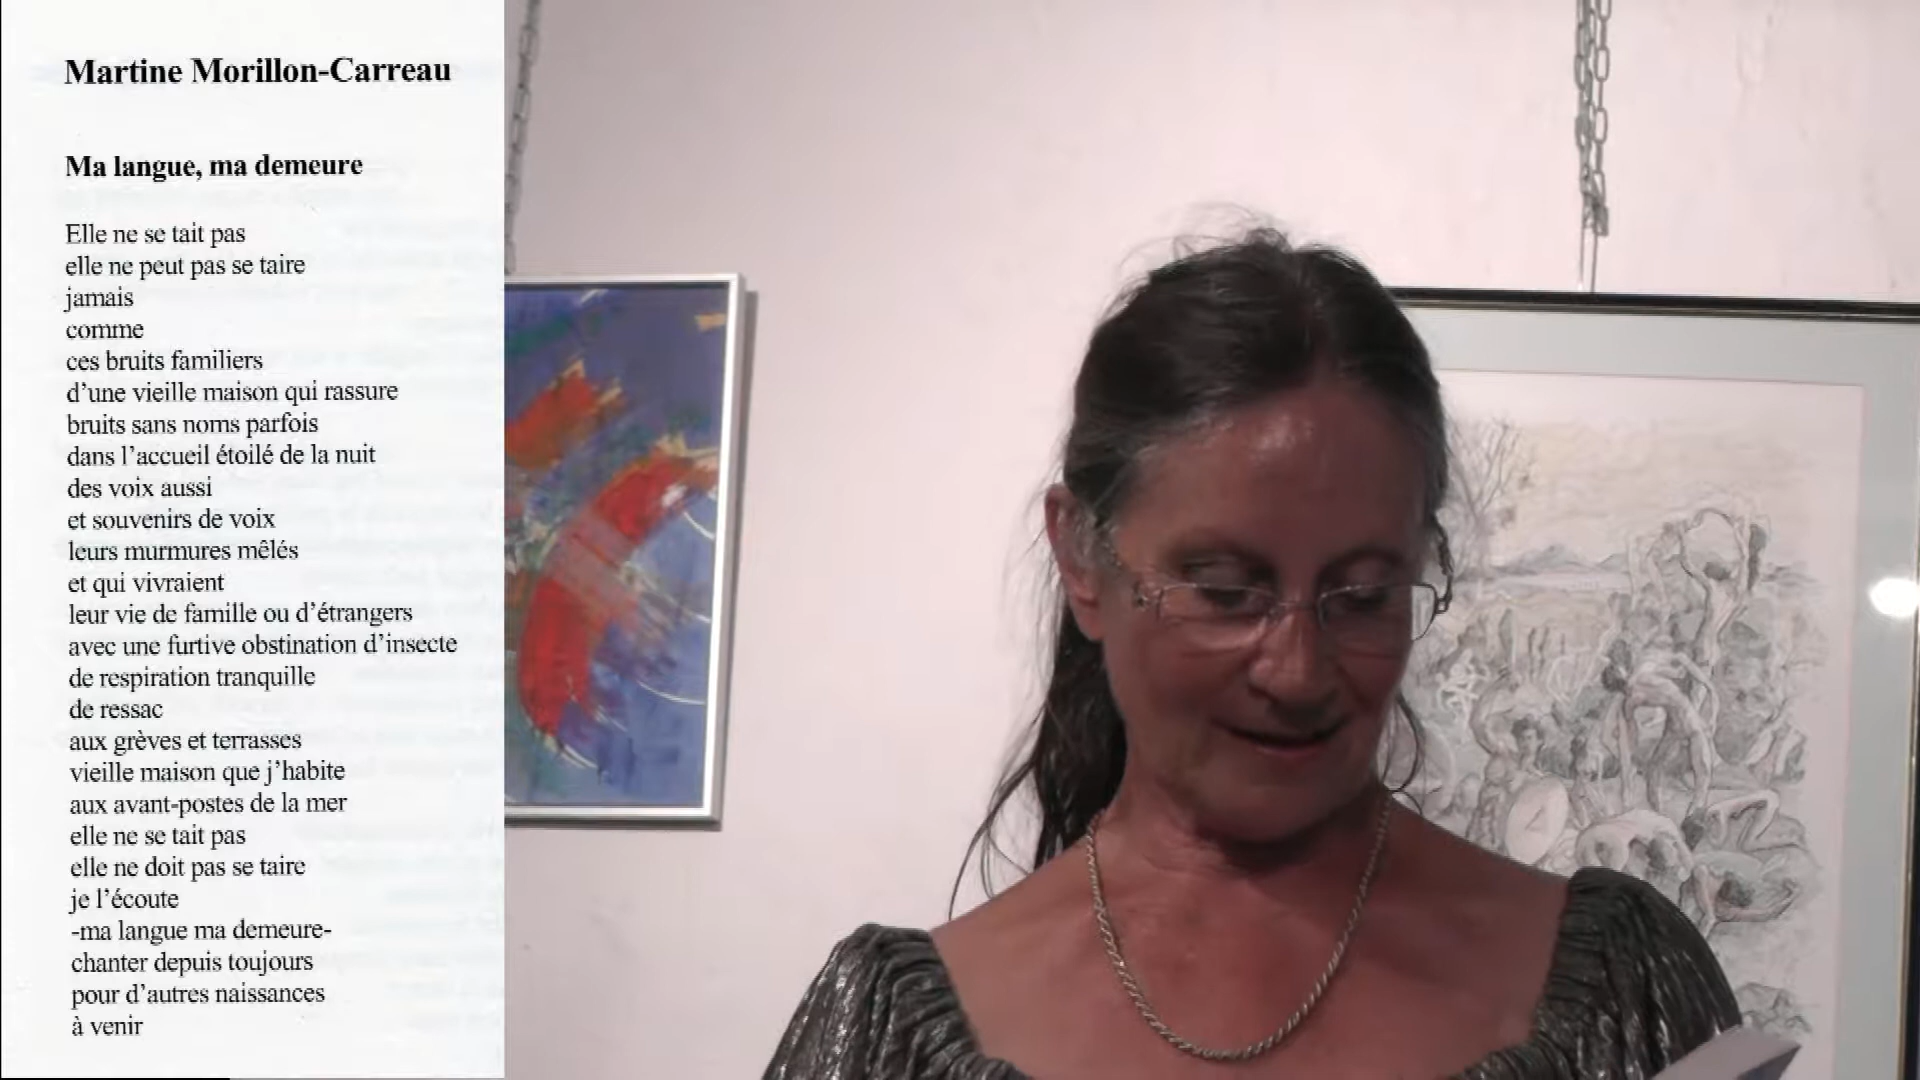 Martine Morillon-Carreau
Ma langue, ma demeure
Elle ne se tait pas
elle ne peut pas se taire
jamais
comme
ces bruits familiers
d’une vieille maison qui rassure
bruits sans noms parfois
dans l’accueil étoilé de la nuit
des voix aussi
et souvenirs de voix
leurs murmures mêlés
et qui vivraient
leur vie de famille ou d’étrangers
avec une furtive obstination d’insecte
de respiration tranquille
de ressac
aux grèves et terrasses
vieille maison que j’habite
aux avant-postes de la mer
elle ne se tait pas
elle ne doit pas se taire
je l’écoute
-ma langue ma demeure-
chanter depuis toujours
pour d’autres naissances
à venir